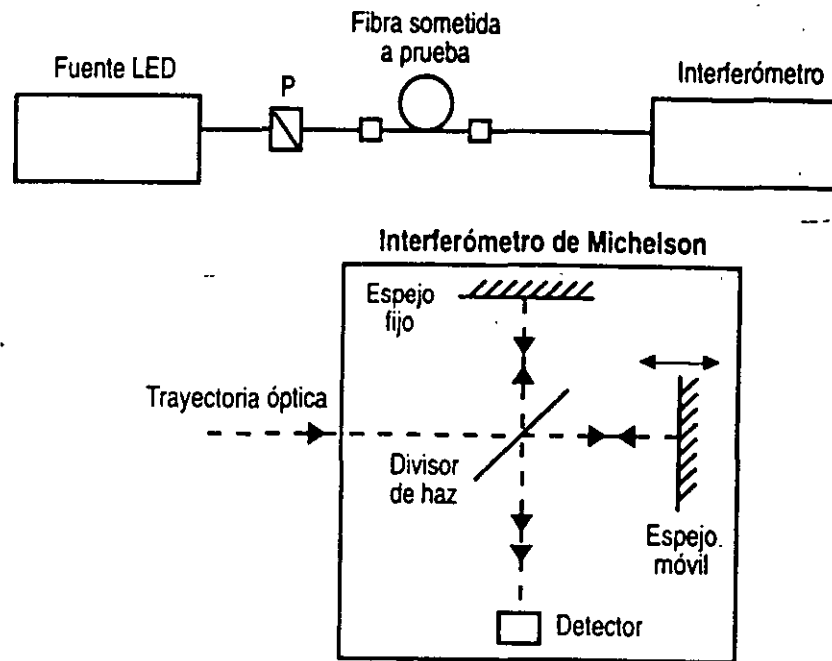 Fibra sometida
a prueba
Fuente LED
P
Interferómetro
Interferómetro de Michelson
Espejo
fijo
Trayectoria óptica
Divisor
de haz
Espejo
móvil
Detector